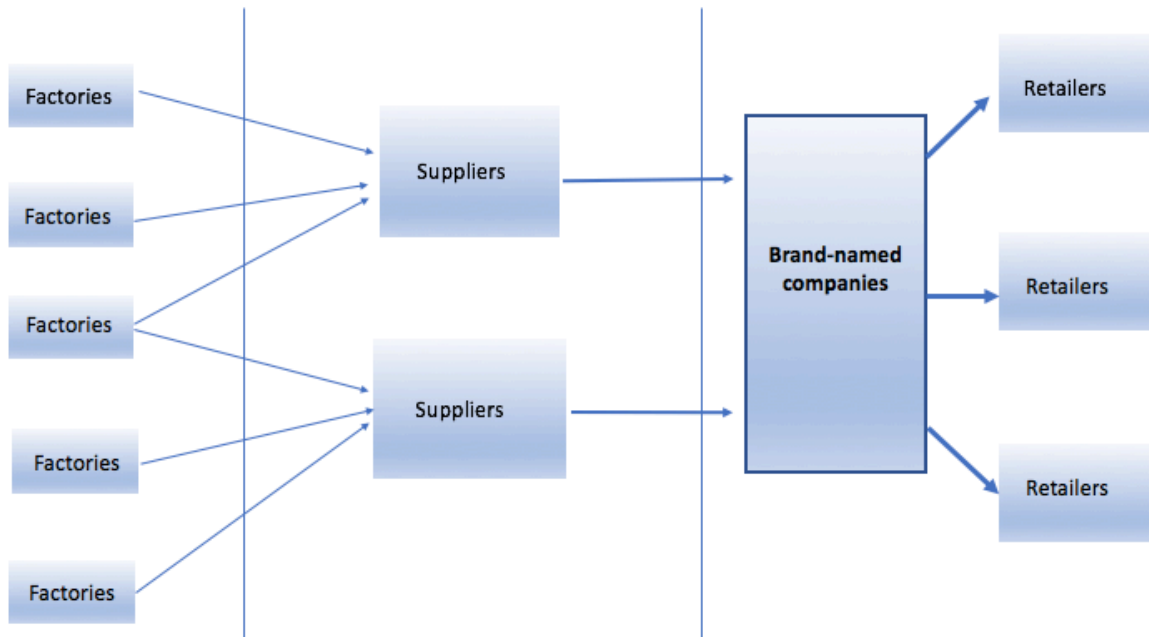 Factories
Factories
Factories
Factories
Factories
Suppliers
Suppliers
Brand-named
companies
Retailers
Retailers
Retailers